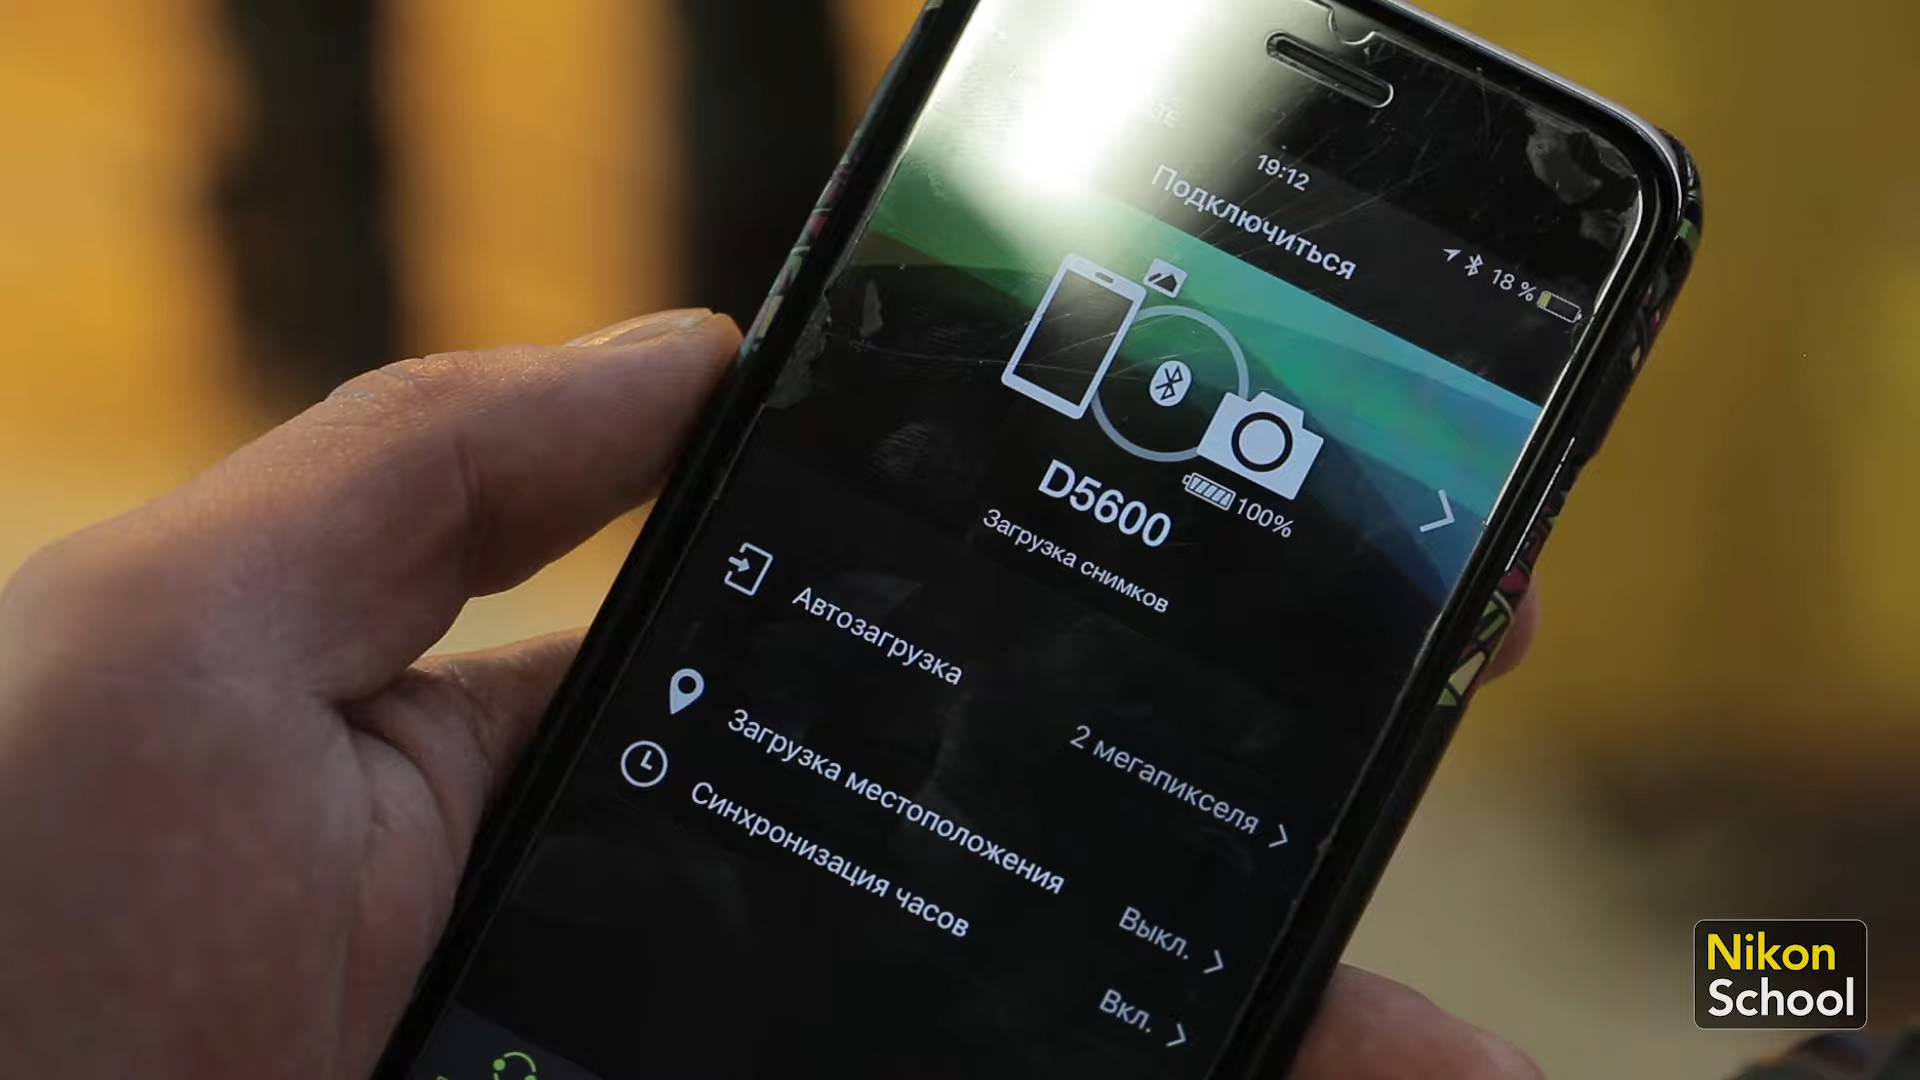 19:12
18 %
Подключиться
100%
D5600
Загрузка снимков
Автозагрузка
2 мегапикселя
Загрузка местоположения
Выкл.
Синхронизация часов
Вкл.
Nikon
School